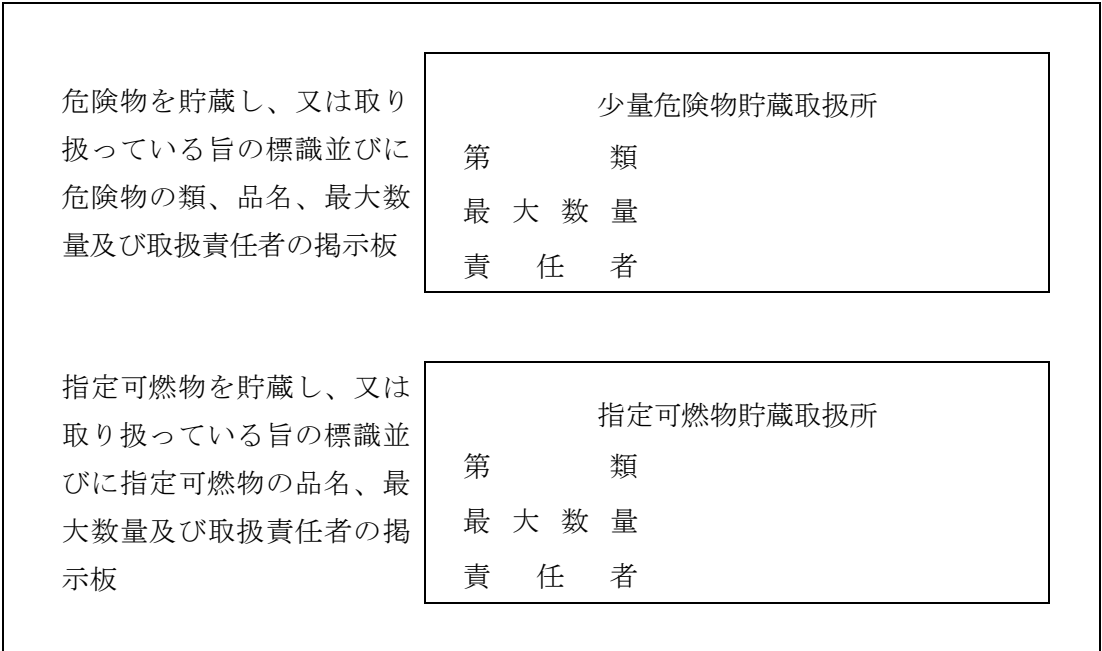 危険物を貯蔵し、又は取り
扱っている旨の標識並びに
危険物の類、品名、最大数
量及び取扱責任者の掲示板
少量危険物貯蔵取扱所
第　　　類
最大数量
責任者
指定可燃物を貯蔵し、又は
取り扱っている旨の標識並
びに指定可燃物の品名、最
大数量及び取扱責任者の掲
示板
指定可燃物貯蔵取扱所
第　　　類
最大数量
責任者